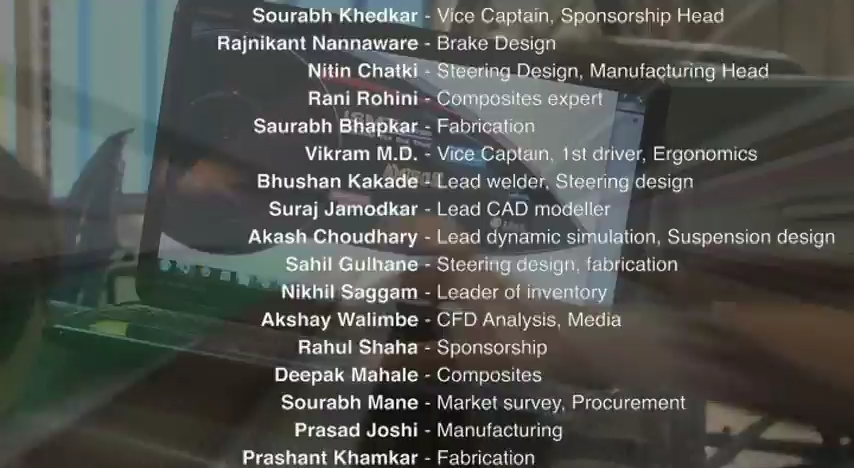 Sourabh Khedkar - Vice Captain, Sponsorship Head
Rajnikant Nannaware - Brake Design
Nitin Chatki - Steering Design, Manufacturing Head
Rani Rohini - Composites expert
Saurabh Bhapkar - Fabrication
Vikram M.D. - Vice Captain, 1st driver, Ergonomics
Bhushan Kakade - Lead welder, Steering design
Suraj Jamodkar - Lead CAD modeller
Akash Choudhary - Lead dynamic simulation, Suspension design
Sahil Gulhane - Steering design, fabrication
Nikhil Saggam - Leader of inventory
Akshay Walimbe - CFD Analysis, Media
Rahul Shaha - Sponsorship
Deepak Mahale - Composites
Sourabh Mane - Market survey, Procurement
Prasad Joshi - Manufacturing
Prashant Khamkar - Fabrication